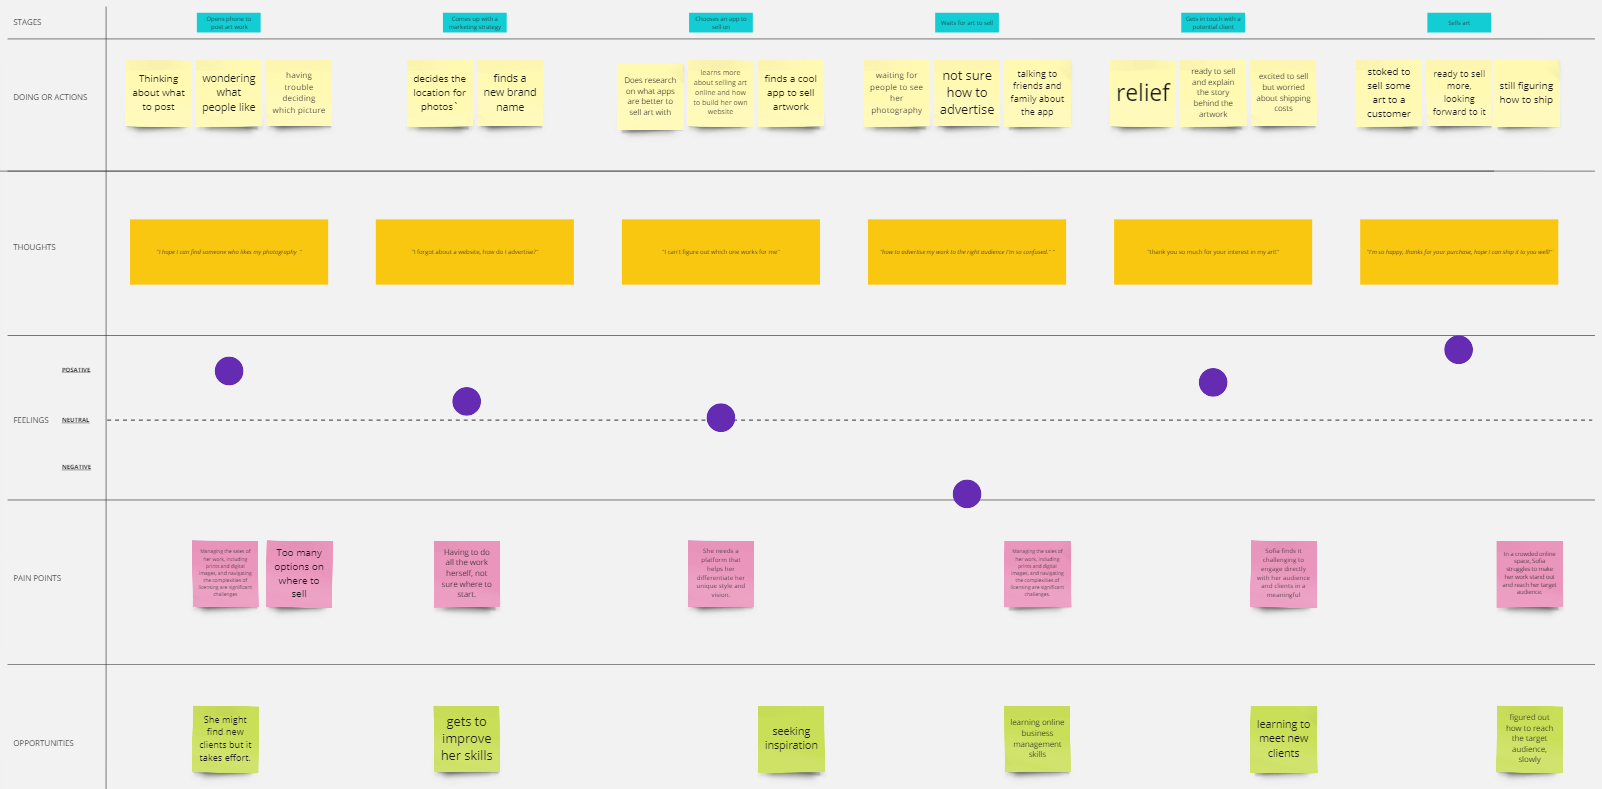 STAGES
Opens phone to
post art work
Comes up with a
marketing strategy
Chooses an app to
sell on
Waits for art to sell
Gets in touch with a
potential client
Sells art
DOING OR ACTIONS
Thinking
about what
to post
wondering
what
people like
having
trouble
deciding
which picture
decides the
location for
photos`
finds a
new brand
name
Does research
on what apps
are better to
sell art with
learns more
about selling art
online and how
to build her own
website
finds a cool
app to sell
artwork
waiting for
people to see
her
photography
not sure
how to
advertise
talking to
friends and
family about
the app
relief
ready to sell
and explain
the story
behind the
artwork
excited to sell
but worried
about shipping
costs
stoked to
sell some
art to a
customer
ready to sell
more,
looking
forward to it
still figuring
how to ship
THOUGHTS
"I hope I can find someone who likes my photography "
"I forgot about a website, how do I advertise?"
"I can't figure out which one works for me"
"how to advertise my work to the right audience I'm so confused." "
"thank you so much for your interest in my art!"
"I'm so happy, thanks for your purchase, hope I can ship it to you well!"
FEELINGS
POSATIVE
NEUTRAL
NEGATIVE
PAIN POINTS
Managing the sales of
her work, including
prints and digital
images, and navigating
the complexities of
licensing are significant
challenges.
Too many
options on
where to
sell
Having to do
all the work
herself, not
sure where to
start.
She needs a
platform that
helps her
differentiate her
unique style and
vision.
Managing the sales of
her work, including
prints and digital
images, and navigating
the complexities of
licensing are significant
challenges.
Sofia finds it
challenging to
engage directly
with her audience
and clients in a
meaningful
In a crowded online
space, Sofia
struggles to make
her work stand out
and reach her target
audience.
OPPORTUNITIES
She might
find new
clients but it
takes effort.
gets to
improve
her skills
seeking
inspiration
learning online
business
management
skills
learning to
meet new
clients
figured out
how to reach
the target
audience,
slowly